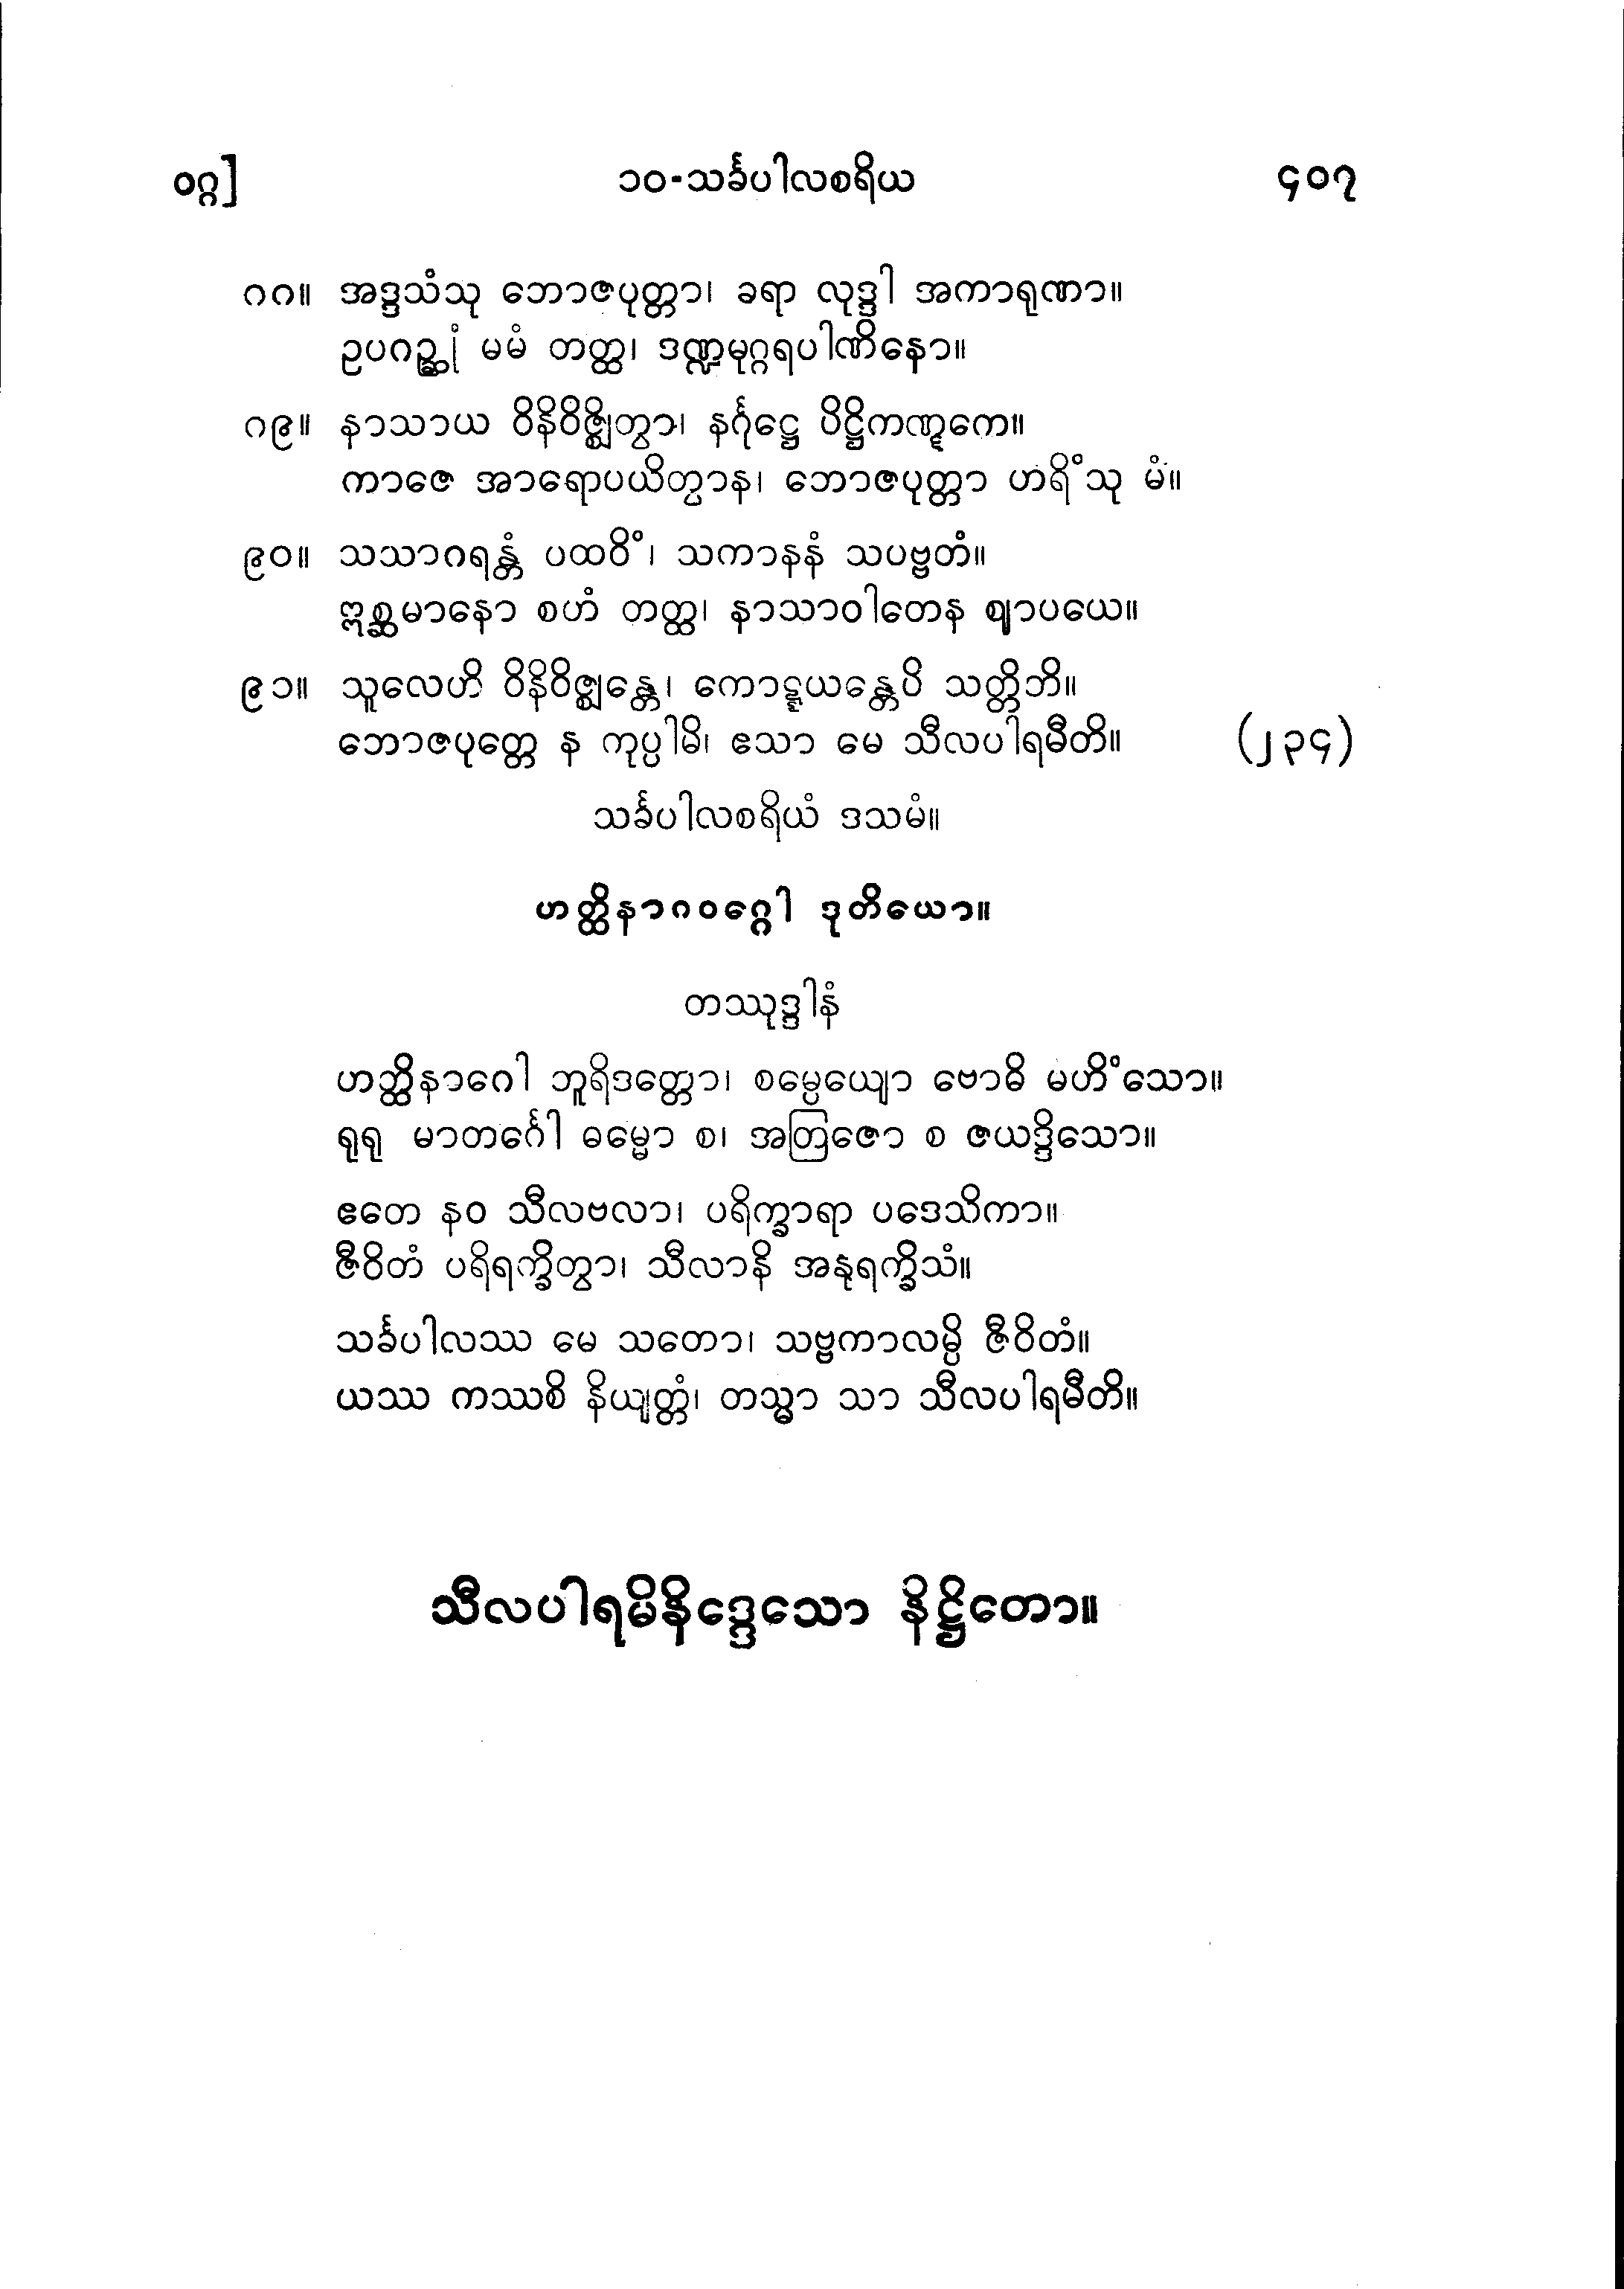 ဝဂ္ဂ] ၁၀-သင်္ခပါလစရိယ ၄၀၇
ဂဂ။ အဒ္ဒသံသု ဘောဇပုတ္တာ၊ ခရာ လုဒ္ဒါ အကာရုဏာ။
ဥပဂဉ္ဆုံ မမံ တတ္ထ၊ ဒဏ္ဍမုဂ္ဂရပါဏိနော။
ဂ၉။ နာသာယ ဝိနိဝိဇ္ဈိတွာ၊ နင်္ဂုဋ္ဌေ ပိဋ္ဌိကဏ္ဋကေ။
ကာဇေ အာရောပယိတွာန၊ ဘောဇပုတ္တာ ဟရိံသု မံ။
၉၀။ သသာဂရန္တံ ပထဝိံ၊ သကာနနံ သပဗ္ဗတံ။
ဣစ္ဆမာနော စဟံ တတ္ထ၊ နာသာဝါတေန ဈာပယေ။
၉၁။ သူလေဟိ ဝိနိဝိဇ္ဈန္တေ၊ ကောဋ္ဋယန္တေပိ သတ္တိဘိ။
ဘောဇပုတ္တေ န ကုပ္ပါမိ၊ ဧသာ မေ သီလပါရမီတိ။ (၂၃၄)
သင်္ခပါလစရိယံ ဒသမံ။
ဟတ္ထိနာဂဝဂ္ဂေါ ဒုတိယော။
တဿုဒ္ဒါနံ
ဟတ္ထိနာဂေါ ဘူရိဒတ္တော၊ စမ္ပေယျော ဗောဓိ မဟိံသော။
ရုရု မာတင်္ဂေါ ဓမ္မော စ၊ အတြဇော စ ဇယဒ္ဒိသော။
ဧတေ နဝ သီလဗလာ၊ ပရိက္ခာရာ ပဒေသိကာ။
ဇီဝိတံ ပရိရက္ခိတွာ၊ သီလာနိ အနုရက္ခိသံ။
သင်္ခပါလဿ မေ သတော၊ သဗ္ဗကာလမ္ပိ ဇီဝိတံ။
ယဿ ကဿစိ နိယျတ္တံ၊ တသ္မာ သာ သီလပါရမီတိ။
သီလပါရမိနိဒ္ဒေသော နိဋ္ဌိတော။